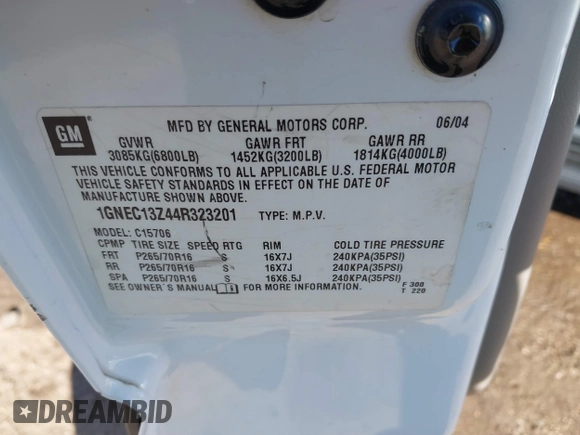 GM
MFD BY GENERAL MOTORS CORP. 06/04
GVWR GAWR FRT GAWR RR
3085KG(6800LB) 1452KG(3200LB) 1814KG(4000LB)
THIS VEHICLE CONFORMS TO ALL APPLICABLE U.S. FEDERAL MOTOR
VEHICLE SAFETY STANDARDS IN EFFECT ON THE DATE OF
MANUFACTURE SHOWN ABOVE.
1GNEC13Z44R323201 TYPE: M.P.V.
MODEL: C15706
CPMP TIRE SIZE SPEED RTG RIM COLD TIRE PRESSURE
FRT P265/70R16 S 16X7J 240KPA(35PSI)
RR P265/70R16 S 16X7J 240KPA(35PSI)
SPA P265/70R16 S 16X6.5J 240KPA(35PSI)
SEE OWNER'S MANUAL FOR MORE INFORMATION. F 300
T 220
DREAMBID